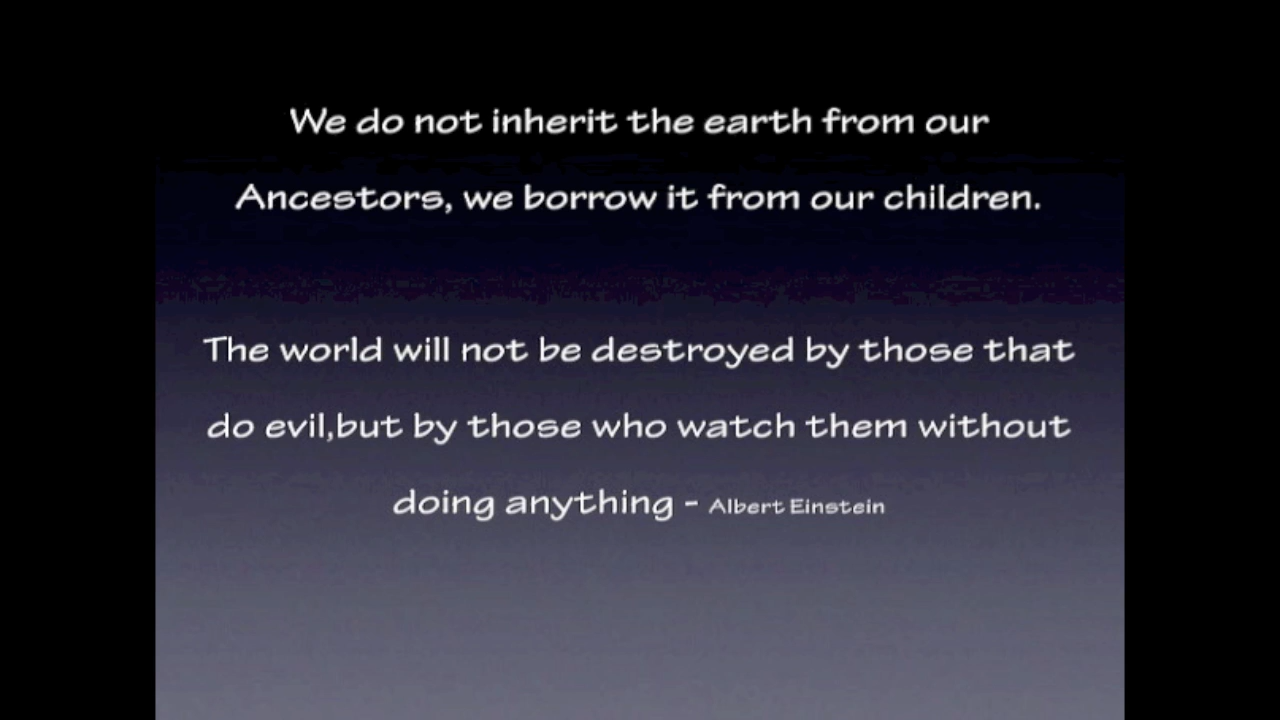 We do not inherit the earth from our
Ancestors, we borrow it from our children.
The world will not be destroyed by those that
do evil,but by those who watch them without
doing anything - Albert Einstein